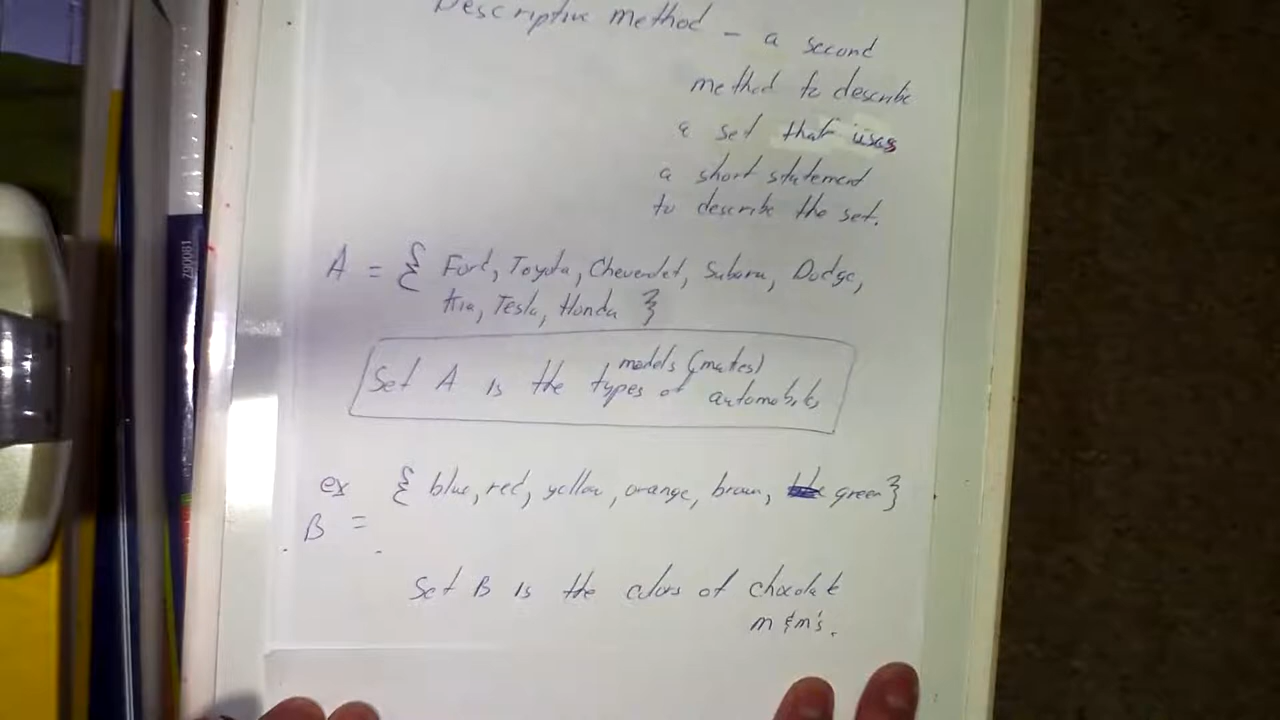 Descriptive method - a second
method to describe
a set that uses
a short statement
to describe the set.
A = { Ford, Toyota, Cheverolet, Subaru, Dodge,
Kia, Tesla, Honda }
models (makes)
Set A is the types of automobiles
ex { blue, red, yellow, orange, brown, green }
B =
Set B is the colors of chocolate
m & m's.